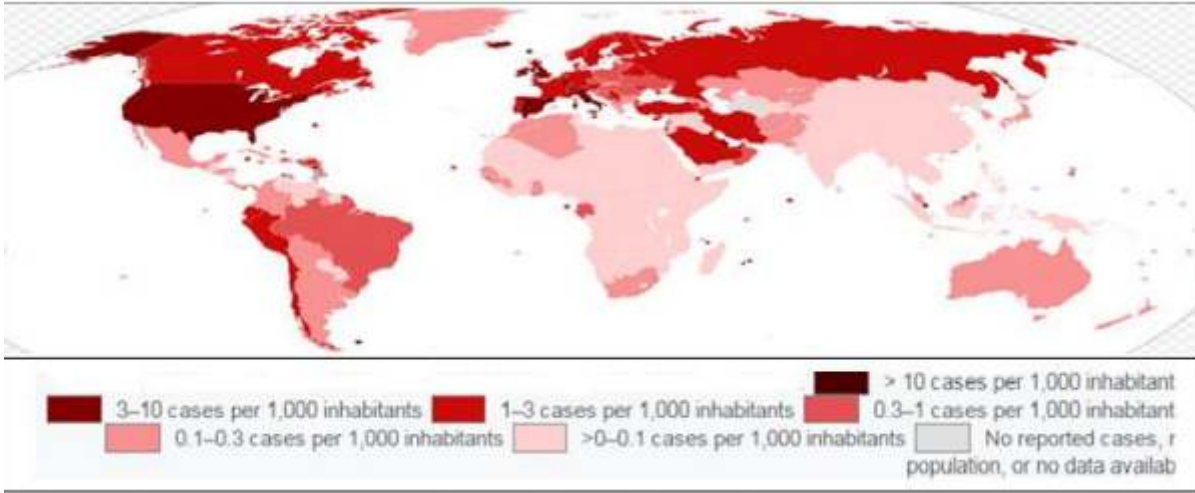 > 10 cases per 1,000 inhabitant
3–10 cases per 1,000 inhabitants 1–3 cases per 1,000 inhabitants 0.3–1 cases per 1,000 inhabitant
0.1–0.3 cases per 1,000 inhabitants >0–0.1 cases per 1,000 inhabitants No reported cases, r
population, or no data availab